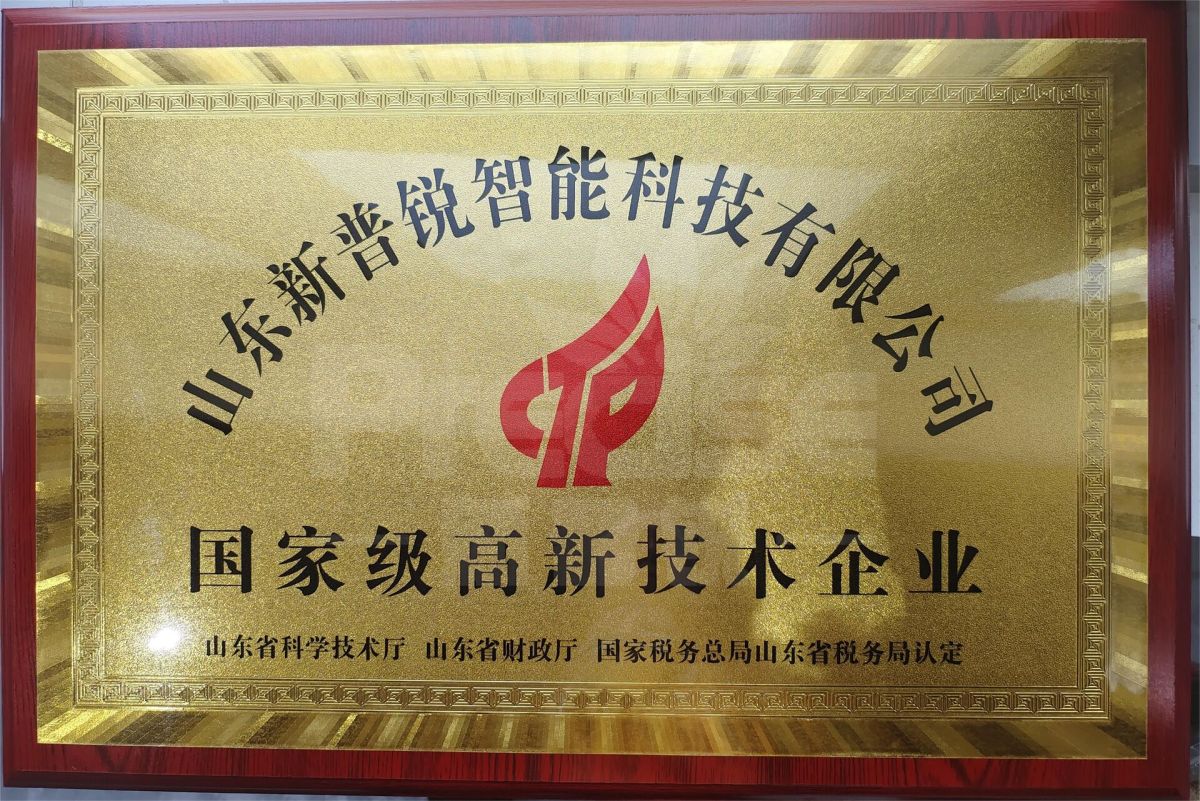 山东新普锐智能科技有限公司
国家级高新技术企业
山东省科学技术厅 山东省财政厅 国家税务总局山东省税务局认定